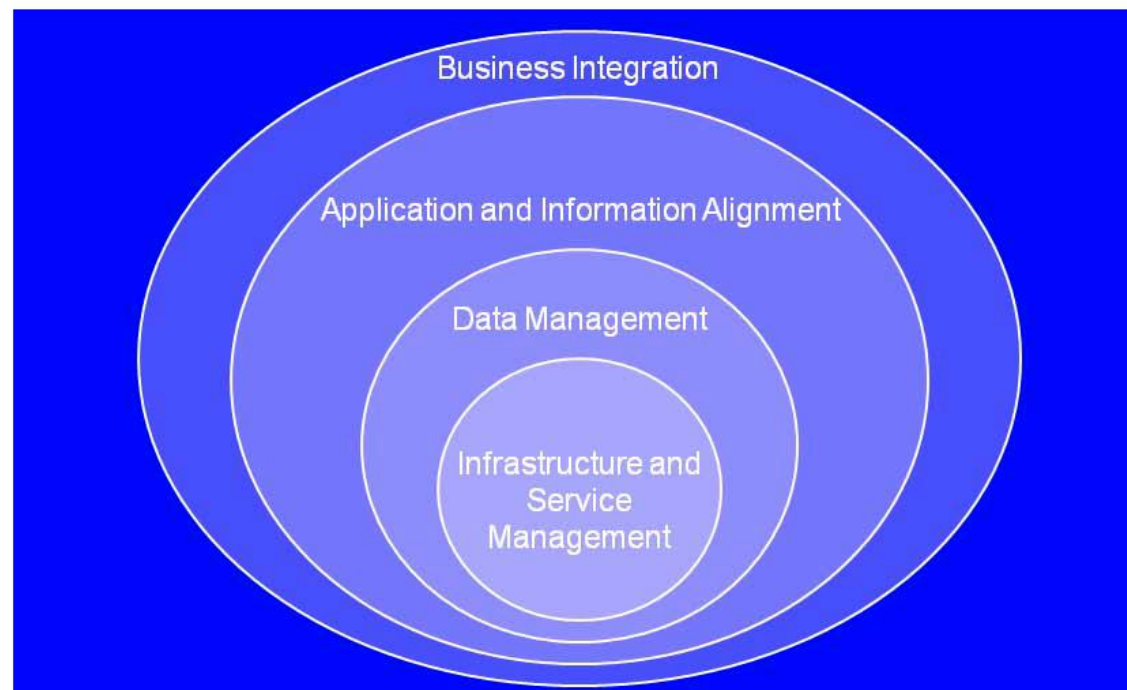 Business Integration
Application and Information Alignment
Data Management
Infrastructure and
Service
Management